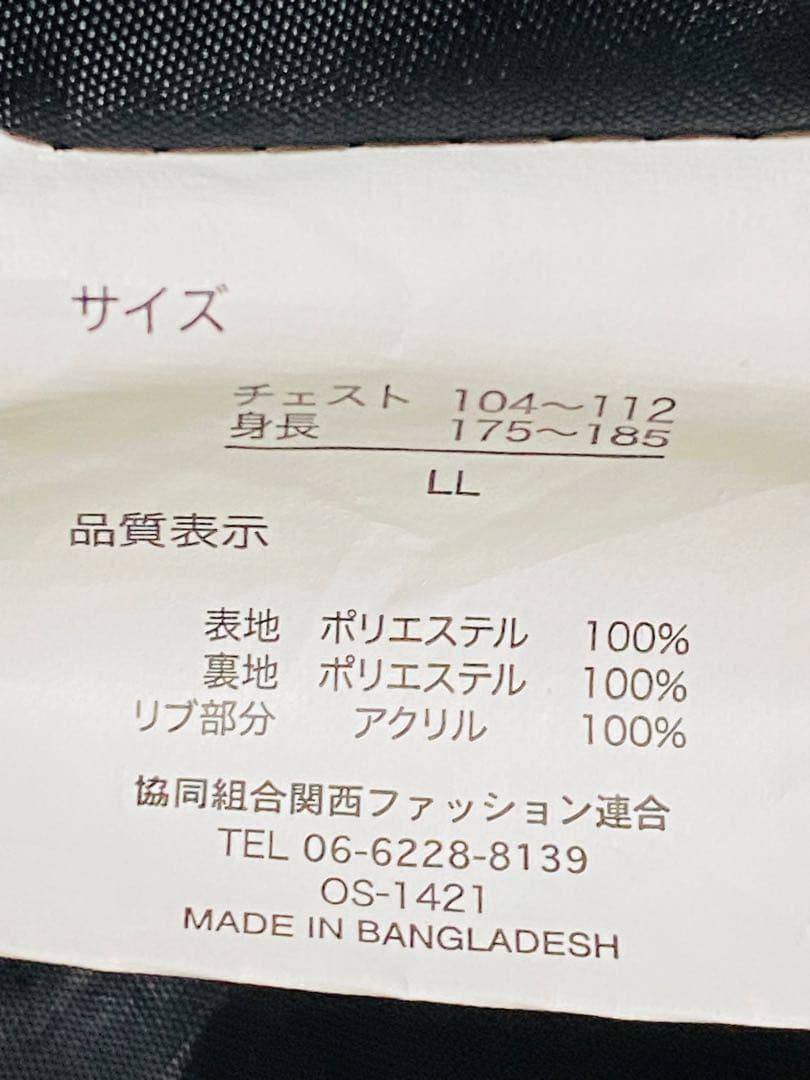 サイズ
チェスト 104～112
身長 175～185
LL
品質表示
表地 ポリエステル 100%
裏地 ポリエステル 100%
リブ部分 アクリル 100%
協同組合関西ファッション連合
TEL 06-6228-8139
OS-1421
MADE IN BANGLADESH